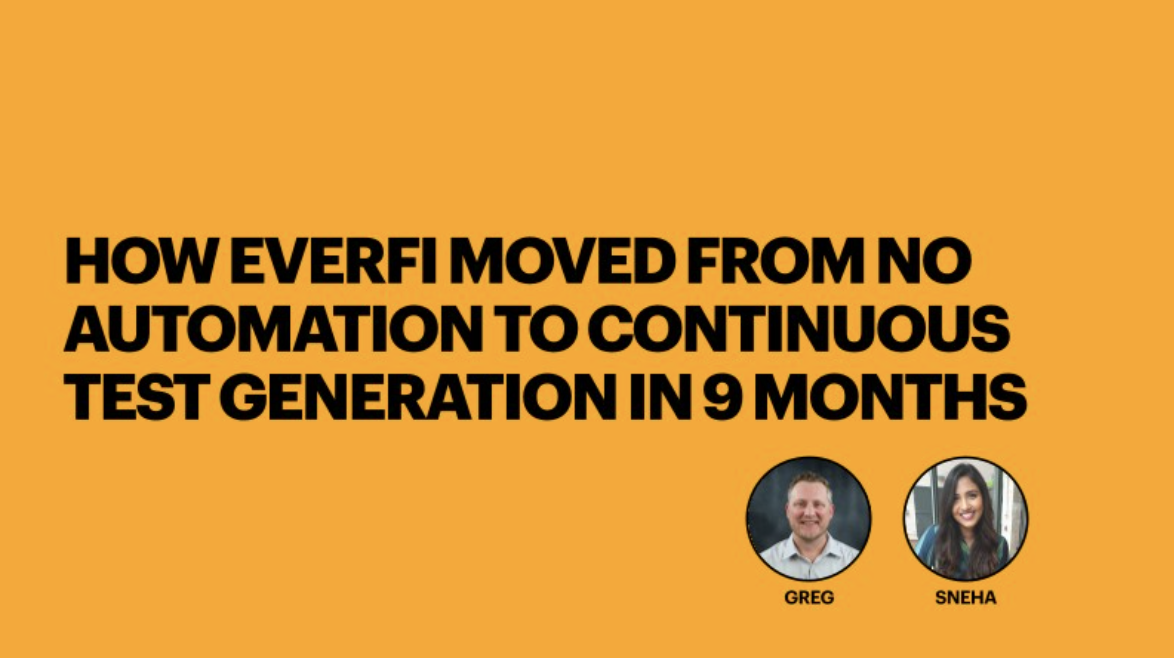 HOW EVERFI MOVED FROM NO
AUTOMATION TO CONTINUOUS
TEST GENERATION IN 9 MONTHS
GREG
SNEHA